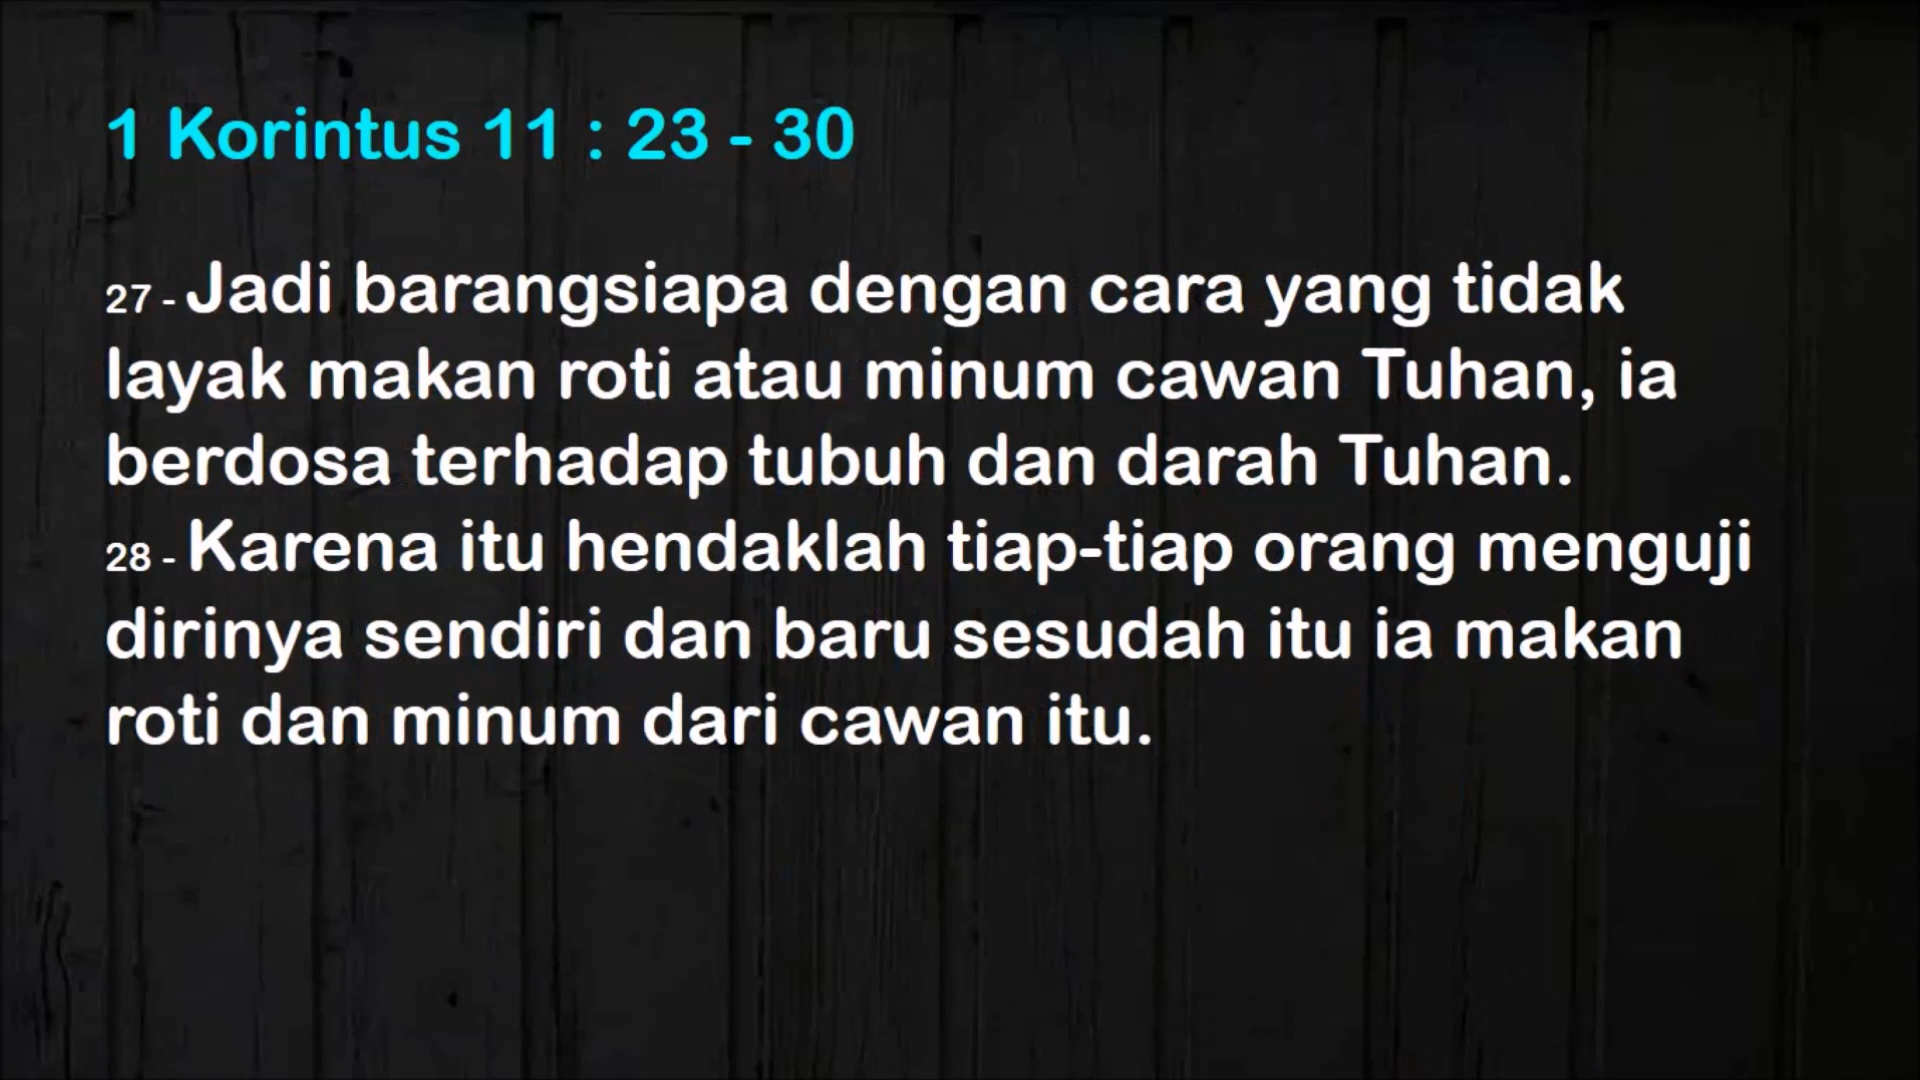 1 Korintus 11 : 23 - 30
27 - Jadi barangsiapa dengan cara yang tidak
layak makan roti atau minum cawan Tuhan, ia
berdosa terhadap tubuh dan darah Tuhan.
28 - Karena itu hendaklah tiap-tiap orang menguji
dirinya sendiri dan baru sesudah itu ia makan
roti dan minum dari cawan itu.